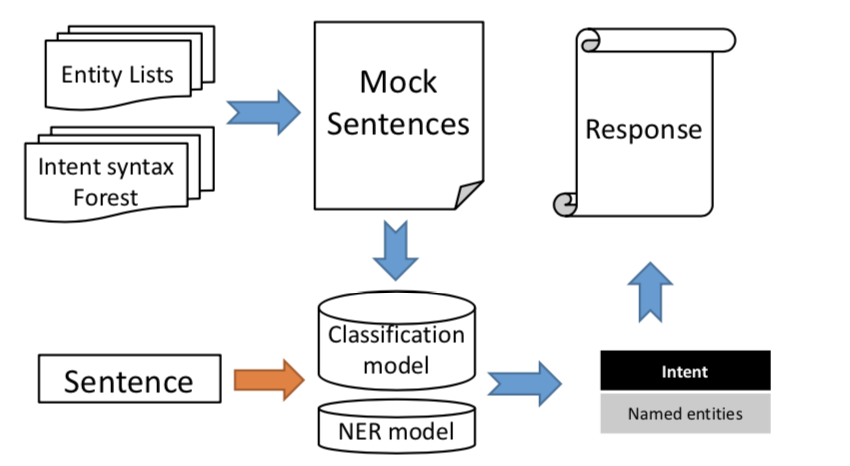 Entity Lists
Intent syntax
Forest
Mock
Sentences
Response
Sentence
Classification
model
NER model
Intent
Named entities